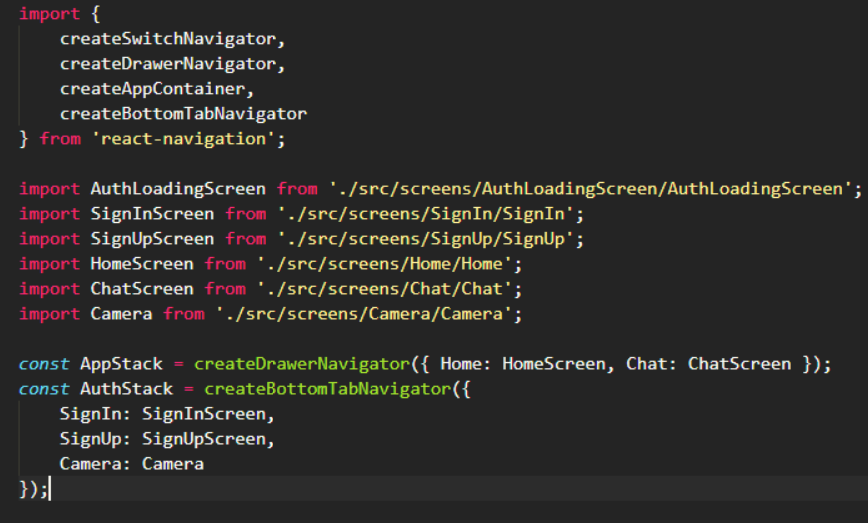 import {
    createSwitchNavigator,
    createDrawerNavigator,
    createAppContainer,
    createBottomTabNavigator
} from 'react-navigation';

import AuthLoadingScreen from './src/screens/AuthLoadingScreen/AuthLoadingScreen';
import SignInScreen from './src/screens/SignIn/SignIn';
import SignUpScreen from './src/screens/SignUp/SignUp';
import HomeScreen from './src/screens/Home/Home';
import ChatScreen from './src/screens/Chat/Chat';
import Camera from './src/screens/Camera/Camera';

const AppStack = createDrawerNavigator({ Home: HomeScreen, Chat: ChatScreen });
const AuthStack = createBottomTabNavigator({
    SignIn: SignInScreen,
    SignUp: SignUpScreen,
    Camera: Camera
});